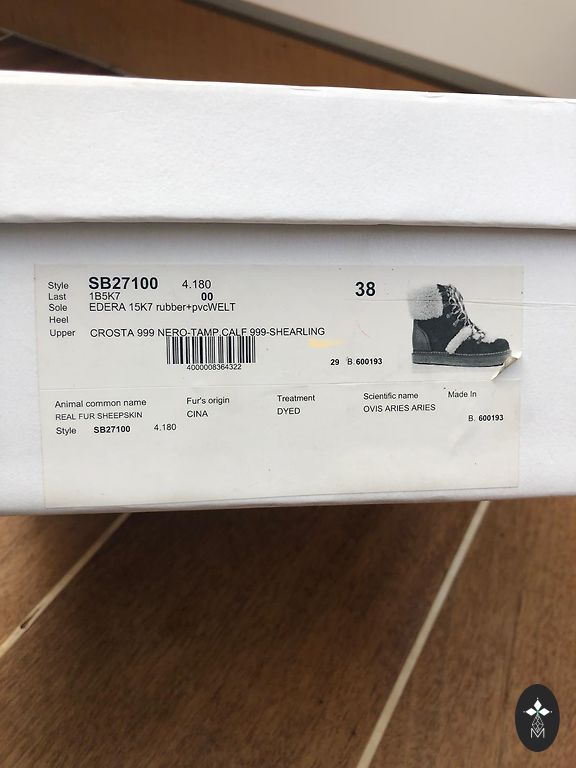 Style SB27100 4.180 38
Last 1B5K7 00
Sole EDERA 15K7 rubber+pvcWELT
Heel
Upper CROSTA 999 NERO-TAMP.CALF 999-SHEARLING
4000008364322
29 B. 600193
Animal common name Fur's origin Treatment Scientific name Made In
REAL FUR SHEEPSKIN CINA DYED OVIS ARIES ARIES
B. 600193
Style SB27100 4.180
M